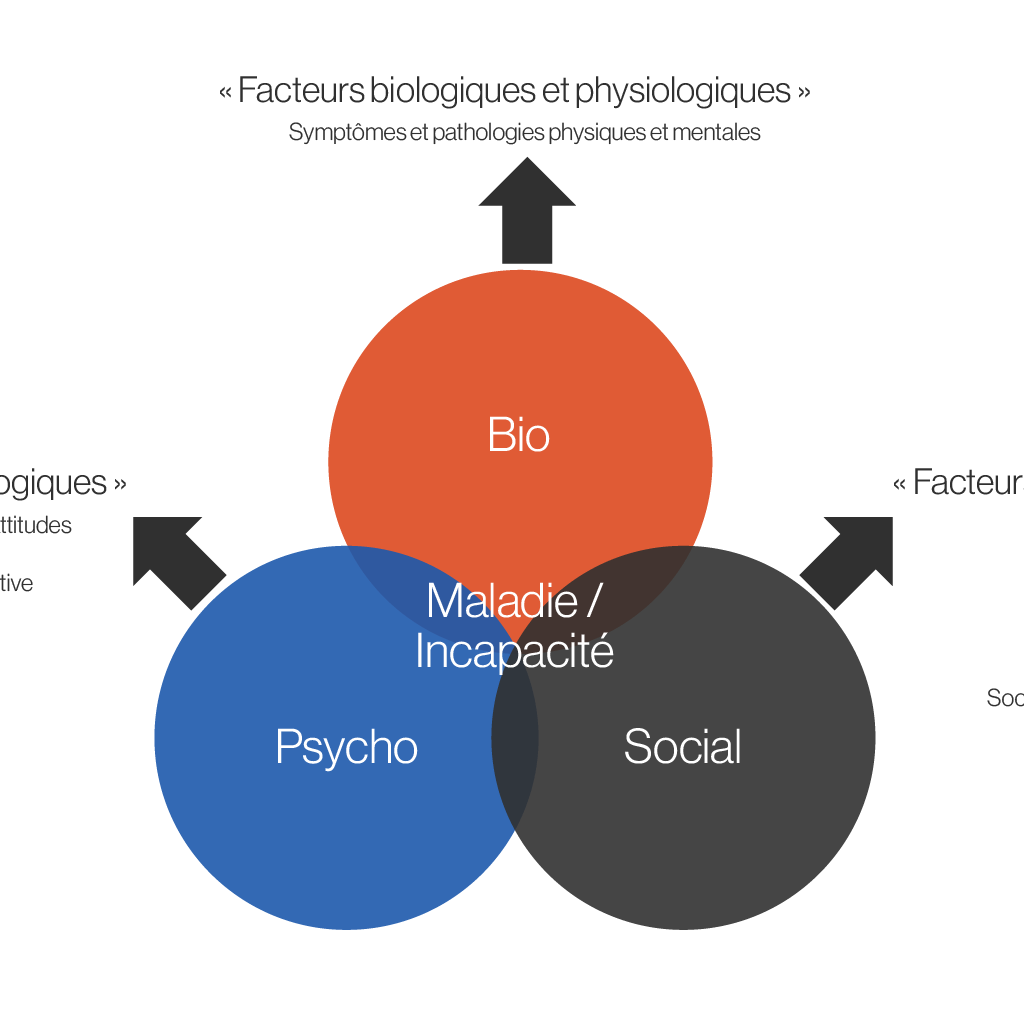 « Facteurs biologiques et physiologiques »
Symptômes et pathologies physiques et mentales
Bio
ogiques »
ttitudes
tive
« Facteur
Maladie /
Incapacité
Soc
Psycho
Social